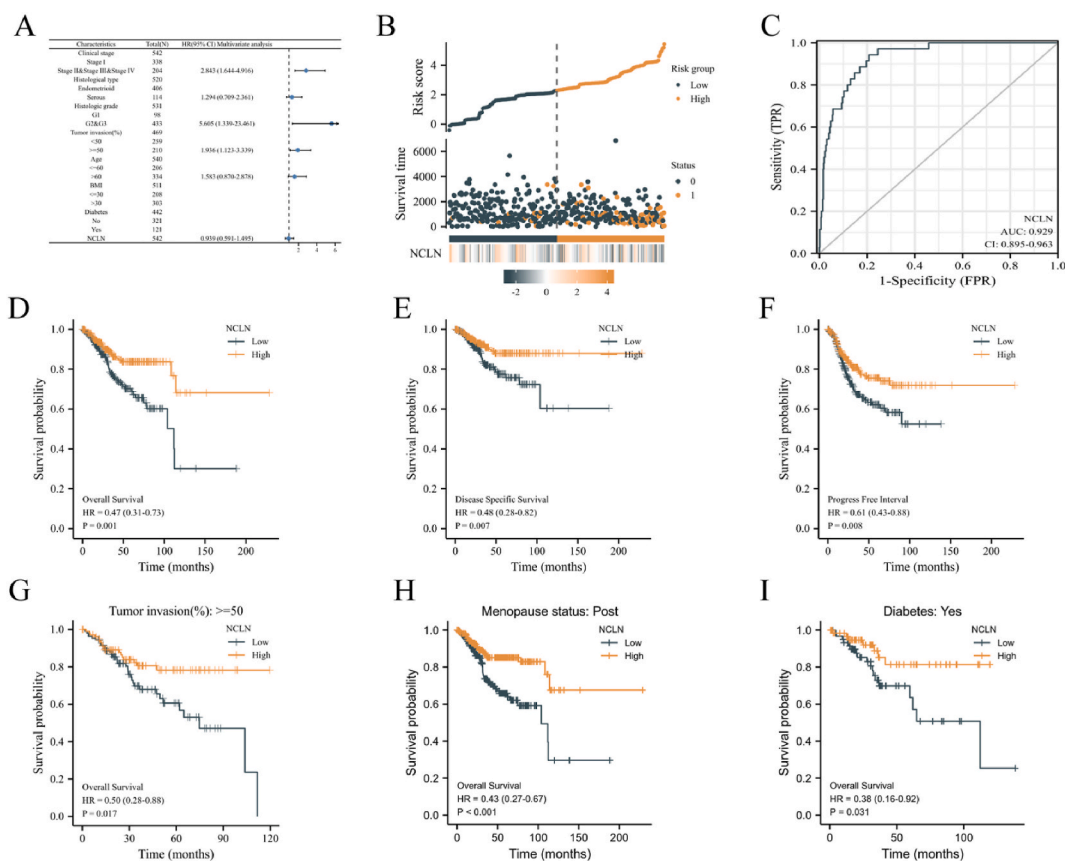 A
Characteristics Total(N) HR(95% CI) Multivariate analysis
Clinical stage 542
Stage I 338
Stage II&Stage III&Stage IV 204 2.843 (1.644-4.916)
Histological type 520
Endometrioid 406
Serous 114 1.294 (0.709-2.361)
Histologic grade 531
G1 98
G2&G3 433 5.605 (1.339-23.461)
Tumor invasion(%) 469
<50 259
>=50 210 1.936 (1.123-3.339)
Age 540
<=60 206
>60 334 1.583 (0.870-2.878)
BMI 511
<=30 208
>30 303
Diabetes 442
No 321
Yes 121
NCLN 542 0.939 (0.591-1.495)
2 4 6
B
Risk score
4
2
0
Risk group
Low
High
Survival time
6000
4000
2000
0
Status
0
1
NCLN
-2 0 2 4
C
Sensitivity (TPR)
1.0
0.8
0.6
0.4
0.2
0.0
NCLN
AUC: 0.929
CI: 0.895-0.963
0.0 0.2 0.4 0.6 0.8 1.0
1-Specificity (FPR)
D
NCLN
Low
High
Survival probability
1.0
0.8
0.6
0.4
0.2
0.0
Overall Survival
HR = 0.47 (0.31-0.73)
P = 0.001
0 50 100 150 200
Time (months)
E
NCLN
Low
High
Survival probability
1.0
0.8
0.6
0.4
0.2
0.0
Disease Specific Survival
HR = 0.48 (0.28-0.82)
P = 0.007
0 50 100 150 200
Time (months)
F
NCLN
Low
High
Survival probability
1.0
0.8
0.6
0.4
0.2
0.0
Progress Free Interval
HR = 0.61 (0.43-0.88)
P = 0.008
0 50 100 150 200
Time (months)
G
Tumor invasion(%): >=50
NCLN
Low
High
Survival probability
1.0
0.8
0.6
0.4
0.2
0.0
Overall Survival
HR = 0.50 (0.28-0.88)
P = 0.017
0 30 60 90 120
Time (months)
H
Menopause status: Post
NCLN
Low
High
Survival probability
1.0
0.8
0.6
0.4
0.2
0.0
Overall Survival
HR = 0.43 (0.27-0.67)
P < 0.001
0 50 100 150 200
Time (months)
I
Diabetes: Yes
NCLN
Low
High
Survival probability
1.0
0.8
0.6
0.4
0.2
0.0
Overall Survival
HR = 0.38 (0.16-0.92)
P = 0.031
0 50 100
Time (months)